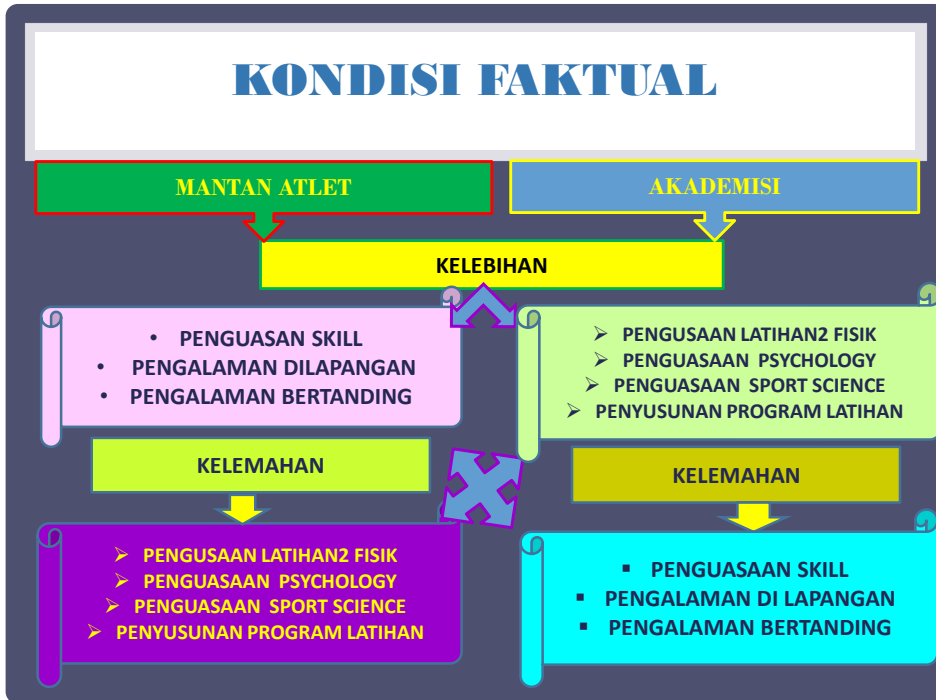 KONDISI FAKTUAL
MANTAN ATLET
AKADEMISI
KELEBIHAN
• PENGUASAN SKILL
• PENGALAMAN DILAPANGAN
• PENGALAMAN BERTANDING
➢ PENGUSAAN LATIHAN2 FISIK
➢ PENGUASAAN PSYCHOLOGY
➢ PENGUASAAN SPORT SCIENCE
➢ PENYUSUNAN PROGRAM LATIHAN
KELEMAHAN
KELEMAHAN
➢ PENGUSAAN LATIHAN2 FISIK
➢ PENGUASAAN PSYCHOLOGY
➢ PENGUASAAN SPORT SCIENCE
➢ PENYUSUNAN PROGRAM LATIHAN
▪ PENGUASAAN SKILL
▪ PENGALAMAN DI LAPANGAN
▪ PENGALAMAN BERTANDING